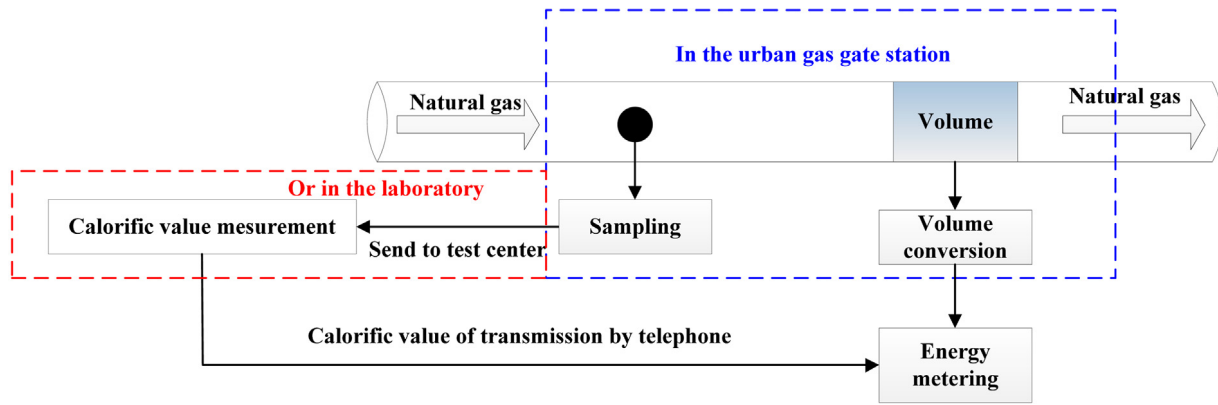 In the urban gas gate station
Natural gas
Volume
Natural gas
Or in the laboratory
Calorific value mesurement
Send to test center
Sampling
Volume
conversion
Calorific value of transmission by telephone
Energy
metering